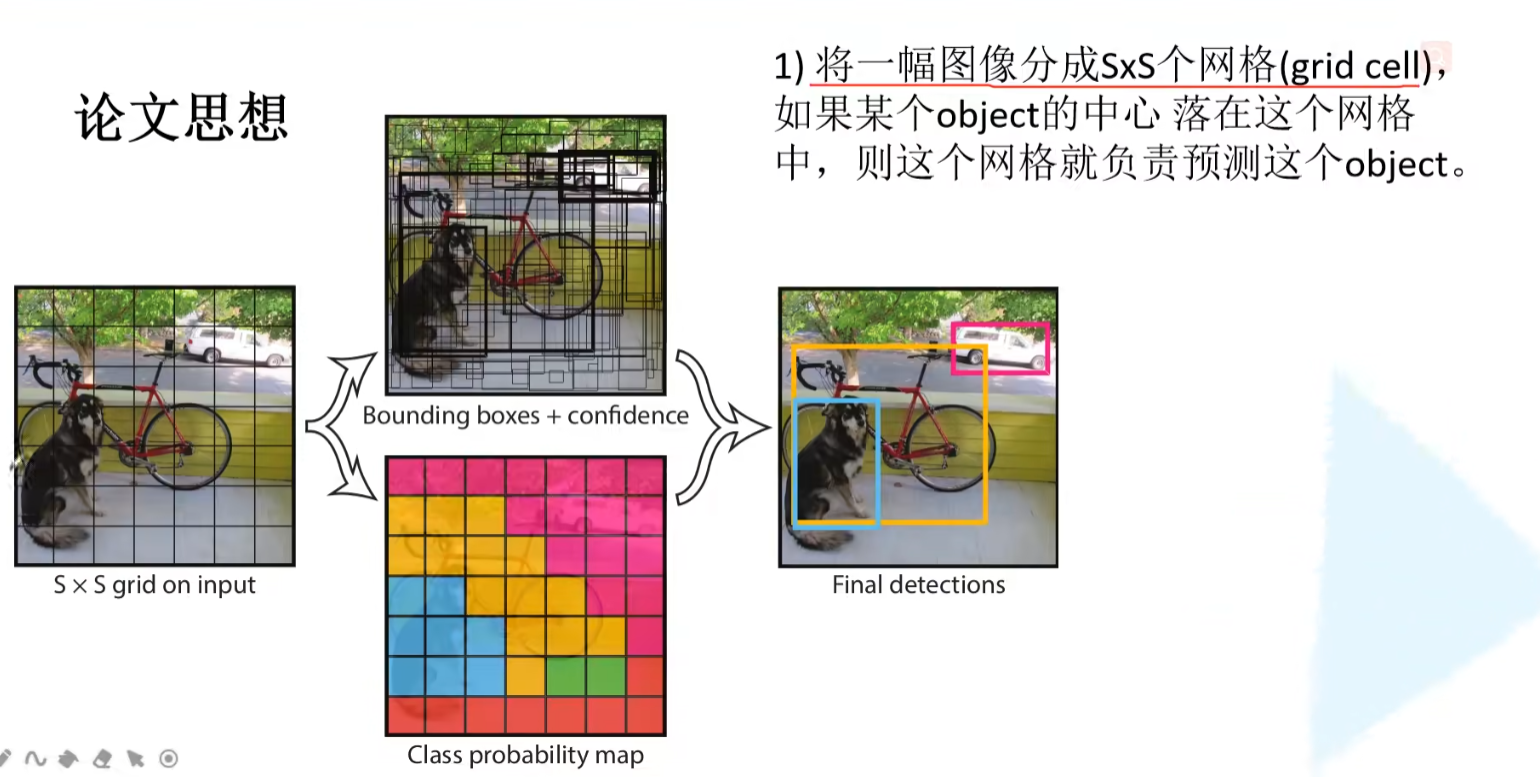 论文思想
1) 将一幅图像分成SxS个网格(grid cell),
如果某个object的中心 落在这个网格
中，则这个网格就负责预测这个object。
S × S grid on input
Bounding boxes + confidence
Class probability map
Final detections